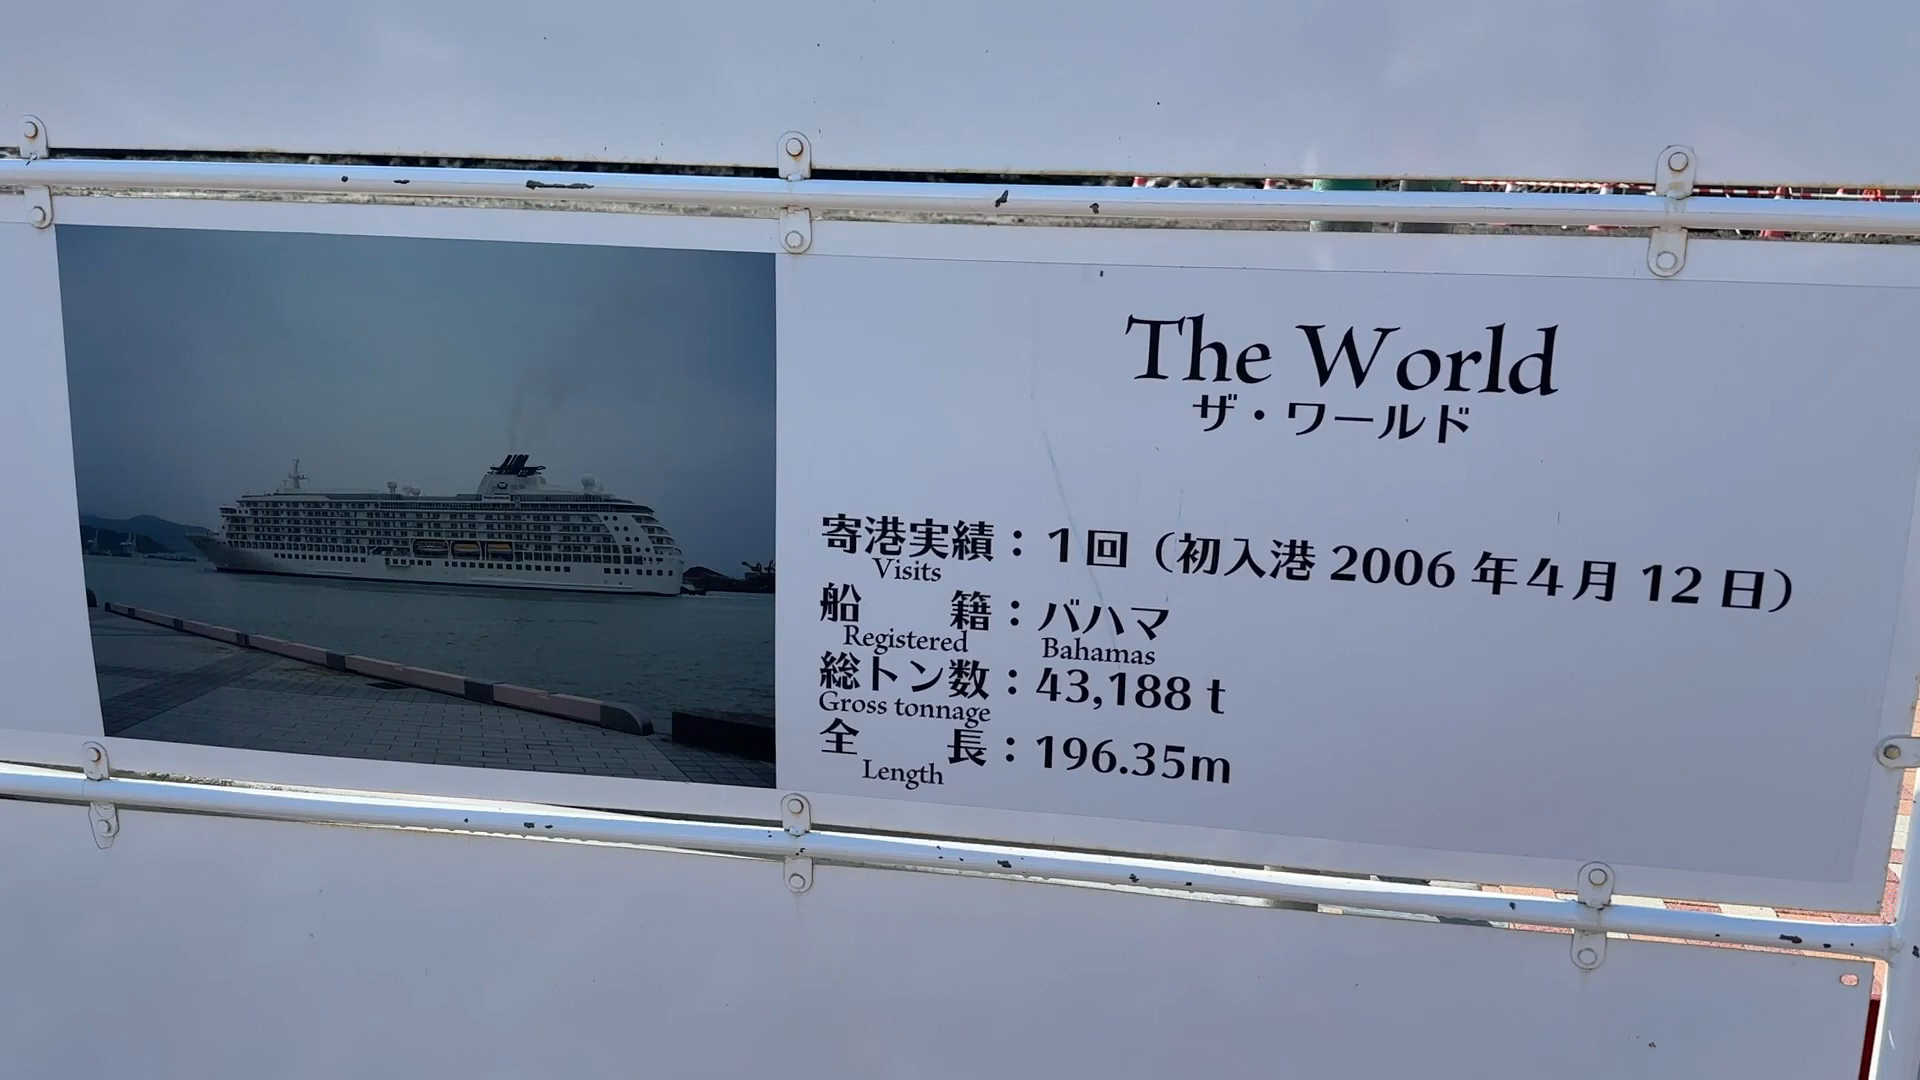 The World
ザ・ワールド
寄港実績：1回（初入港 2006 年4月 12 日）
Visits
船　　籍：バハマ
Registered Bahamas
総トン数：43,188 t
Gross tonnage
全　　長：196.35m
Length